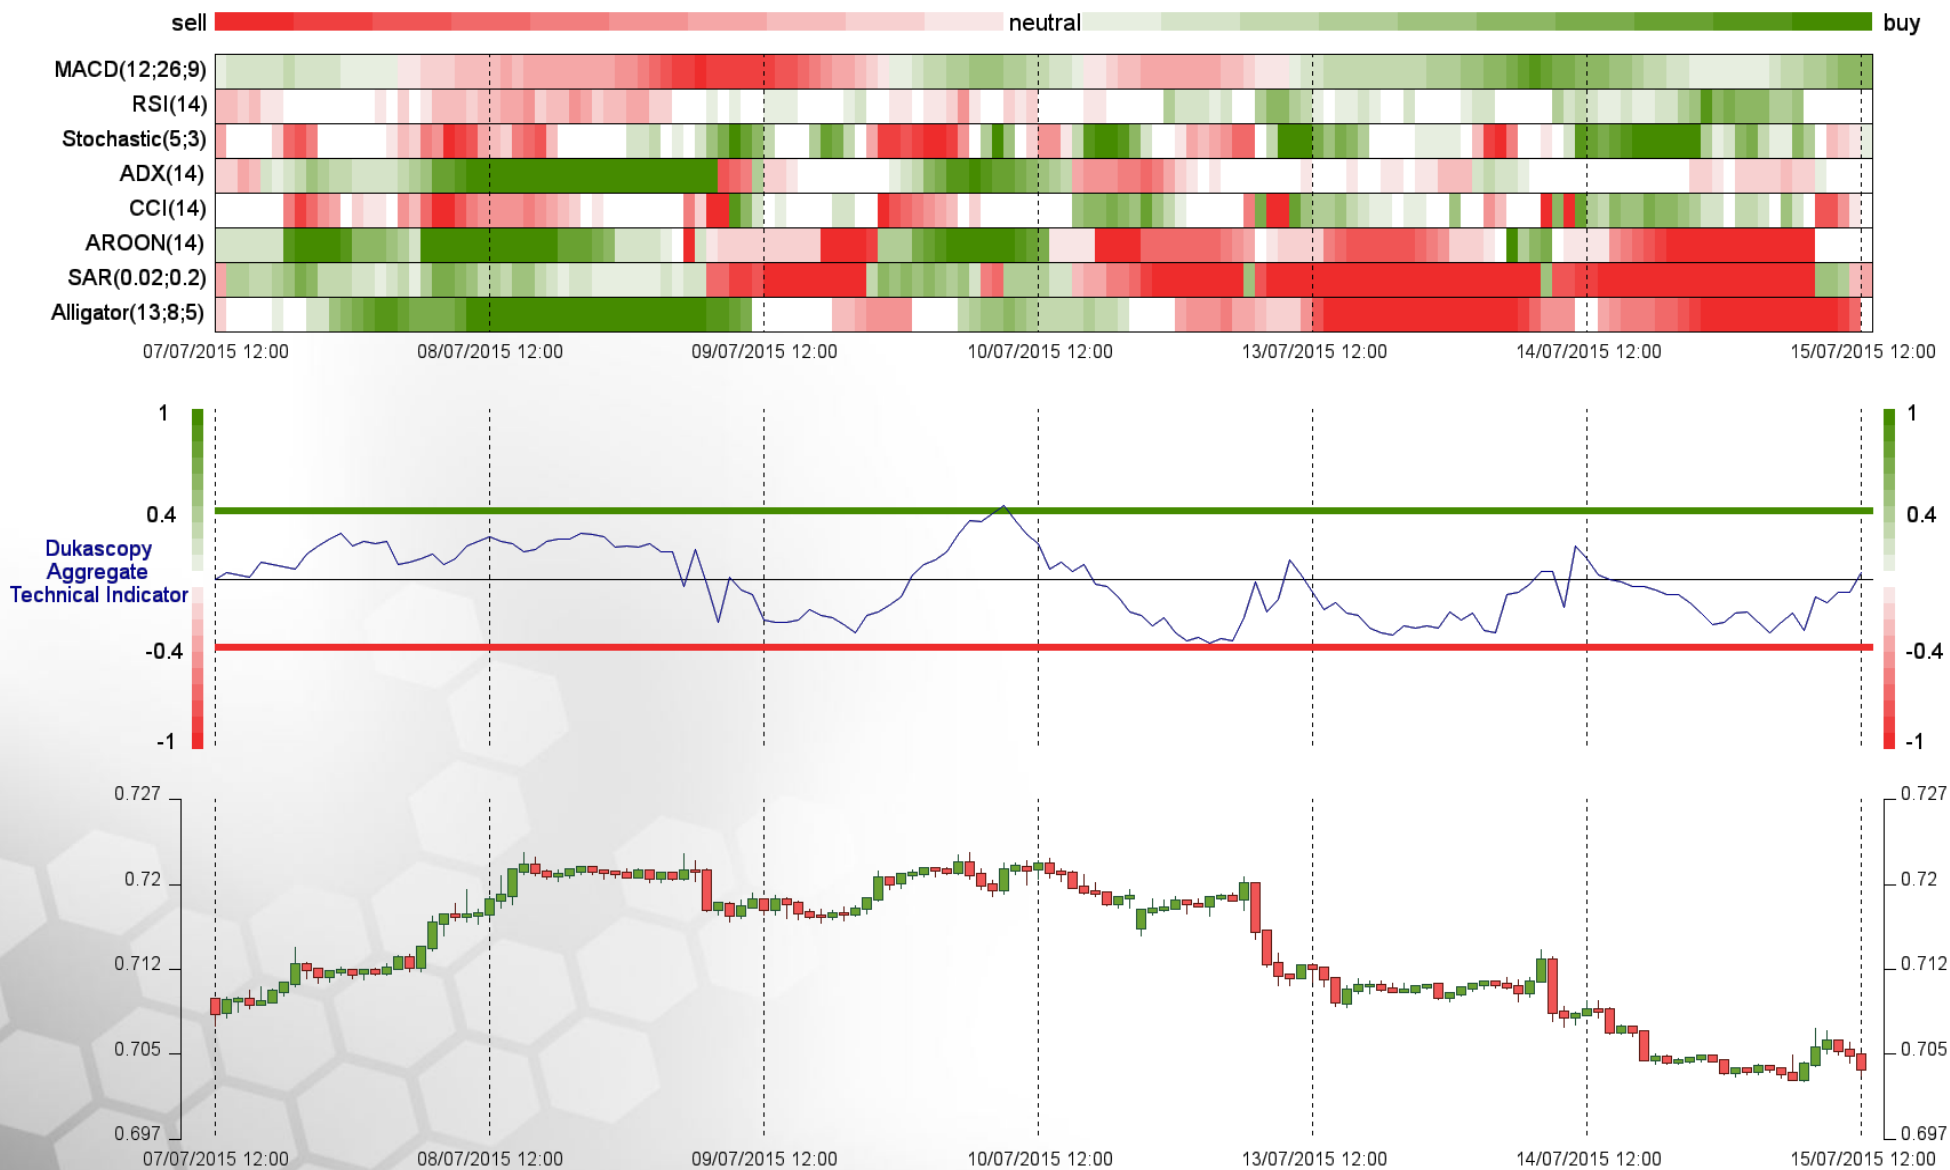 sell neutral buy
MACD(12;26;9)
RSI(14)
Stochastic(5;3)
ADX(14)
CCI(14)
AROON(14)
SAR(0.02;0.2)
Alligator(13;8;5)
07/07/2015 12:00 08/07/2015 12:00 09/07/2015 12:00 10/07/2015 12:00 13/07/2015 12:00 14/07/2015 12:00 15/07/2015 12:00
1 1
0.4 0.4
Dukascopy
Aggregate
Technical Indicator
-0.4 -0.4
-1 -1
0.727 0.727
0.72 0.72
0.712 0.712
0.705 0.705
0.697 0.697
07/07/2015 12:00 08/07/2015 12:00 09/07/2015 12:00 10/07/2015 12:00 13/07/2015 12:00 14/07/2015 12:00 15/07/2015 12:00